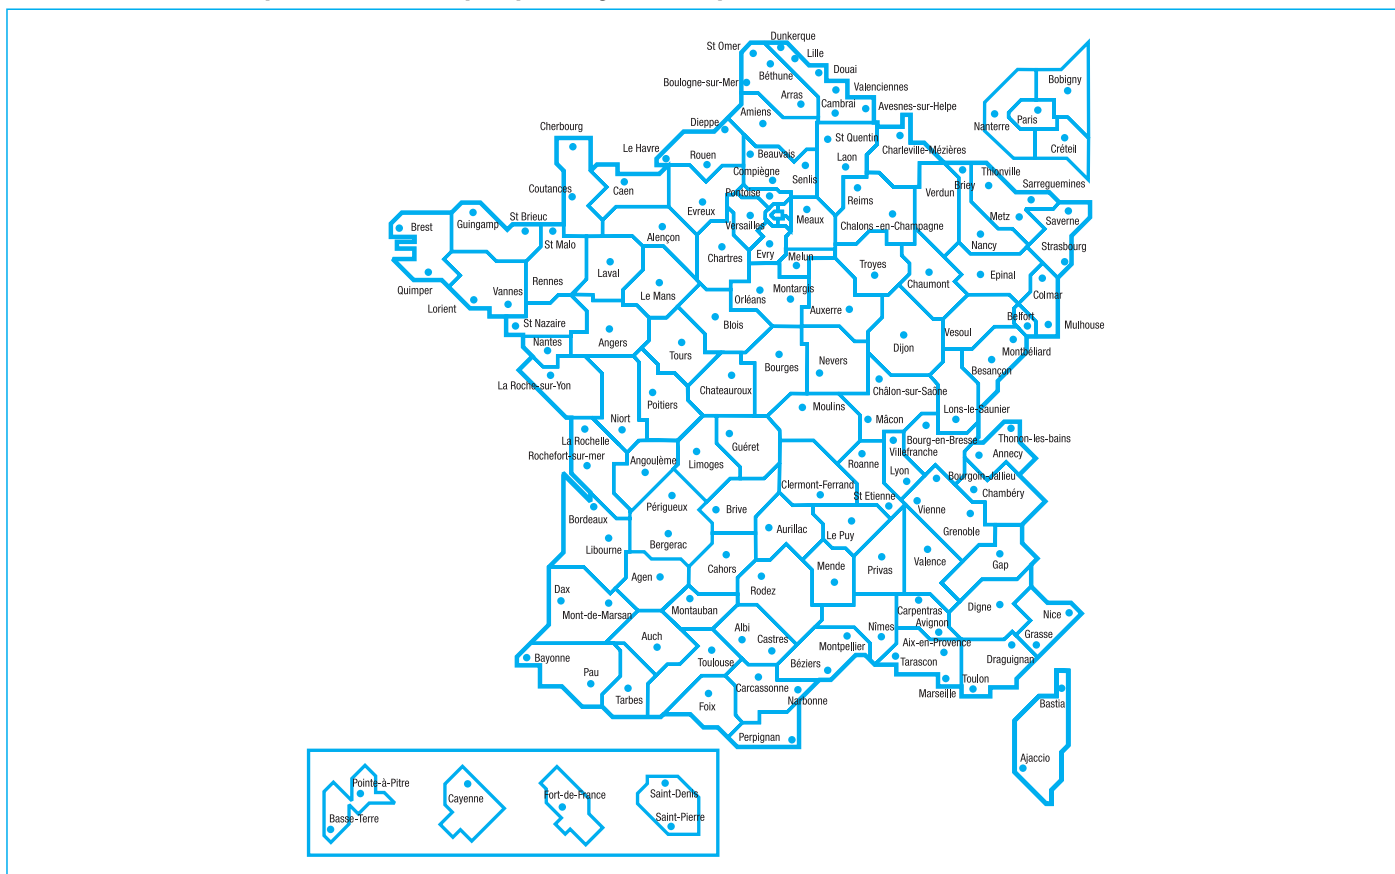 Dunkerque
St Omer
Lille
Béthune
Douai
Boulogne-sur-Mer
Valenciennes
Arras
Cambrai
Avesnes-sur-Helpe
Amiens
Bobigny
Nanterre
Paris
Créteil
Dieppe
Cherbourg
St Quentin
Charleville-Mézières
Le Havre
Rouen
Beauvais
Laon
Compiègne
Senlis
Thionville
Briey
Sarreguemines
Verdun
Coutances
Caen
Pontoise
Reims
Evreux
Metz
Saverne
St Brieuc
Guingamp
Meaux
Versailles
Chalons -en-Champagne
Brest
Alençon
St Malo
Nancy
Strasbourg
Evry
Chartres
Melun
Troyes
Laval
Epinal
Rennes
Chaumont
Le Mans
Quimper
Vannes
Montargis
Orléans
Colmar
Lorient
Auxerre
Belfort
St Nazaire
Blois
Mulhouse
Vesoul
Nantes
Angers
Dijon
Montbéliard
Tours
Bourges
Nevers
Besançon
La Roche-sur-Yon
Chateauroux
Châlon-sur-Saône
Poitiers
Moulins
Lons-le-Saunier
Niort
Mâcon
La Rochelle
Guéret
Bourg-en-Bresse
Thonon-les-bains
Villefranche
Rochefort-sur-mer
Angoulême
Limoges
Roanne
Annecy
Lyon
Bourgoin-Jallieu
Clermont-Ferrand
Chambéry
St Etienne
Périgueux
Brive
Vienne
Bordeaux
Aurillac
Grenoble
Bergerac
Le Puy
Libourne
Cahors
Mende
Privas
Valence
Gap
Agen
Dax
Rodez
Montauban
Carpentras
Digne
Mont-de-Marsan
Nice
Avignon
Albi
Nîmes
Auch
Castres
Grasse
Montpellier
Aix-en-Provence
Bayonne
Toulouse
Béziers
Tarascon
Draguignan
Pau
Toulon
Carcassonne
Marseille
Tarbes
Narbonne
Foix
Bastia
Perpignan
Ajaccio
Pointe-à-Pitre
Cayenne
Fort-de-France
Saint-Denis
Basse-Terre
Saint-Pierre